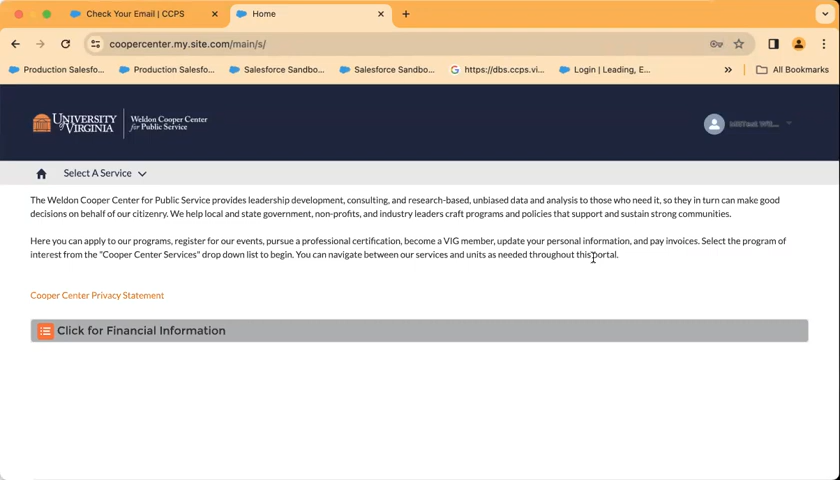 Check Your Email | CCPS
Home
coopercenter.my.site.com/main/s/
Production Salesfo...
Production Salesfo...
Salesforce Sandbo...
Salesforce Sandbo...
https://dbs.ccps.vi...
Login | Leading, E...
All Bookmarks
UNIVERSITY of VIRGINIA
Weldon Cooper Center
for Public Service
Select A Service
The Weldon Cooper Center for Public Service provides leadership development, consulting, and research-based, unbiased data and analysis to those who need it, so they in turn can make good
decisions on behalf of our citizenry. We help local and state government, non-profits, and industry leaders craft programs and policies that support and sustain strong communities.
Here you can apply to our programs, register for our events, pursue a professional certification, become a VIG member, update your personal information, and pay invoices. Select the program of
interest from the "Cooper Center Services" drop down list to begin. You can navigate between our services and units as needed throughout this portal.
Cooper Center Privacy Statement
Click for Financial Information